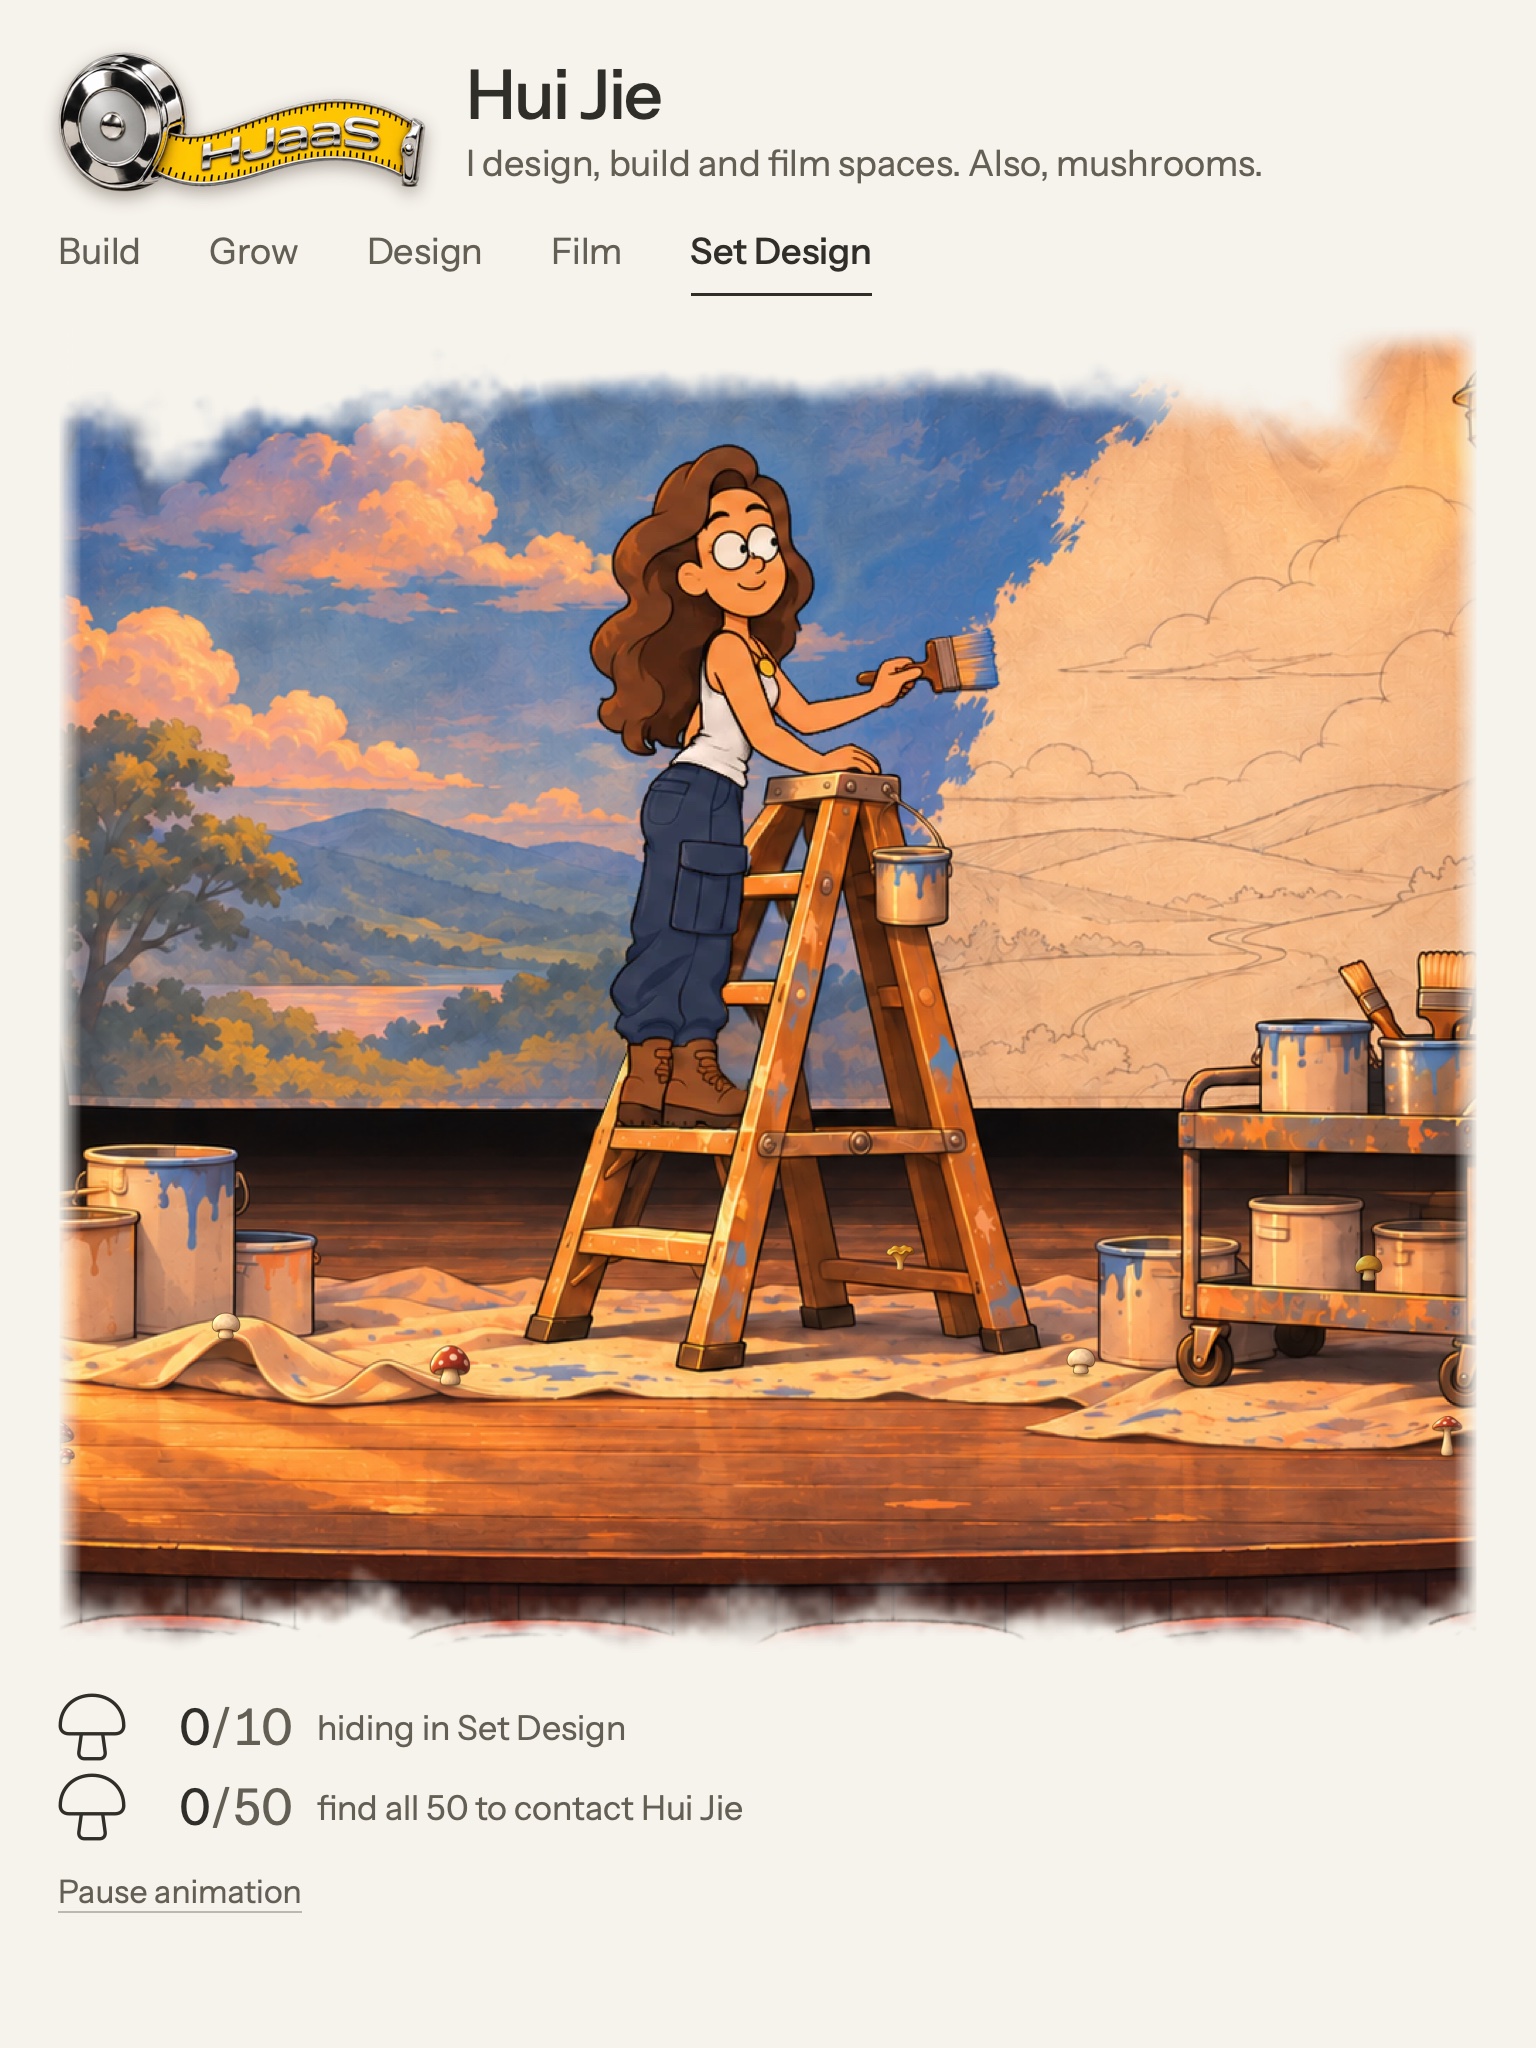 HJaaS
Hui Jie
I design, build and film spaces. Also, mushrooms.
Build Grow Design Film Set Design
0/10 hiding in Set Design
0/50 find all 50 to contact Hui Jie
Pause animation